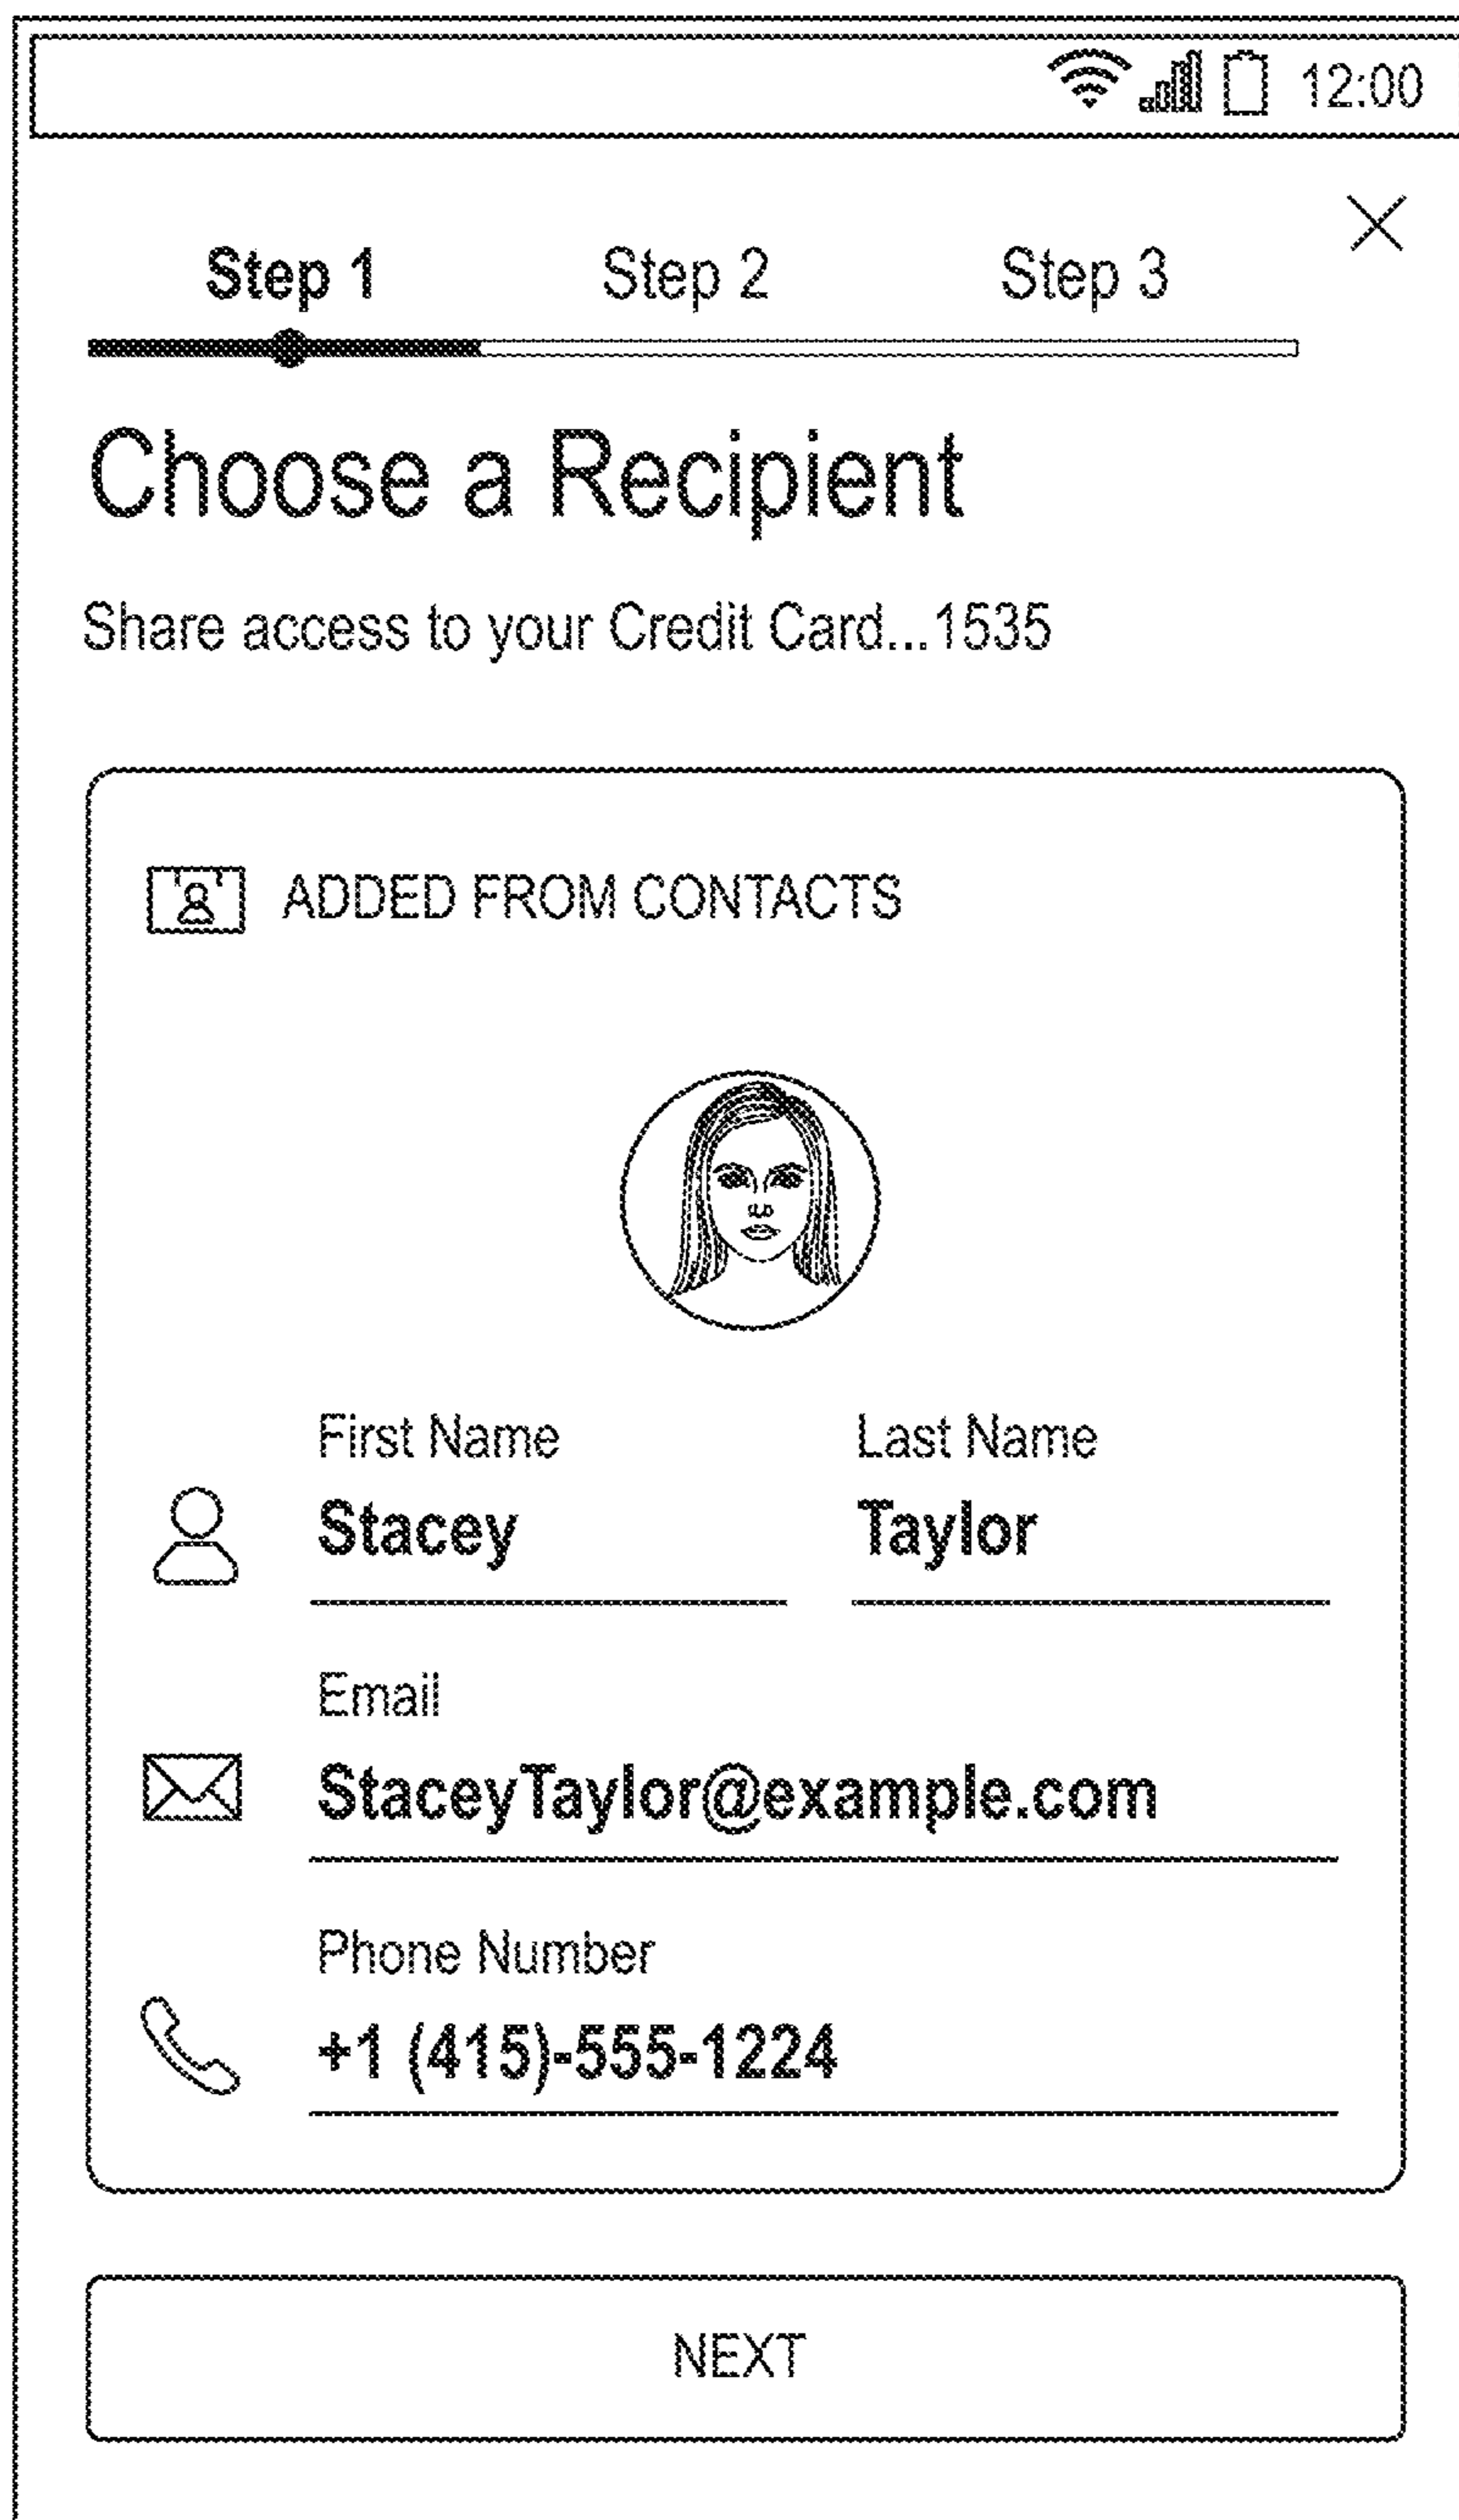 12:00
Step 1 Step 2 Step 3
Choose a Recipient
Share access to your Credit Card...1535
ADDED FROM CONTACTS
First Name Last Name
Stacey Taylor
Email
StaceyTaylor@example.com
Phone Number
+1 (415)-555-1224
NEXT